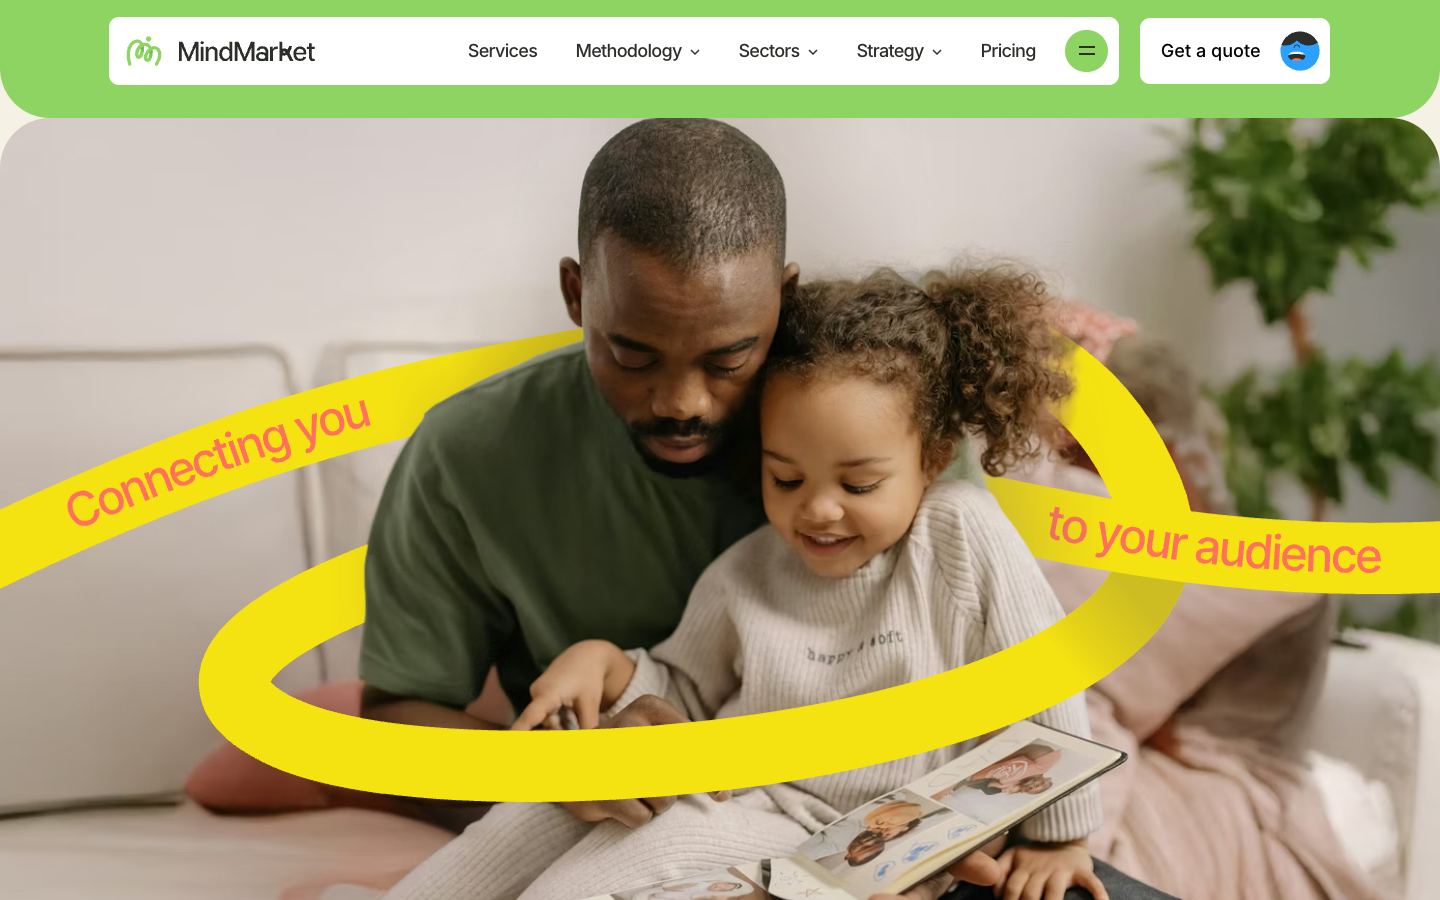 MindMarket
Services
Methodology
Sectors
Strategy
Pricing
Get a quote
Connecting you
to your audience
happy & soft